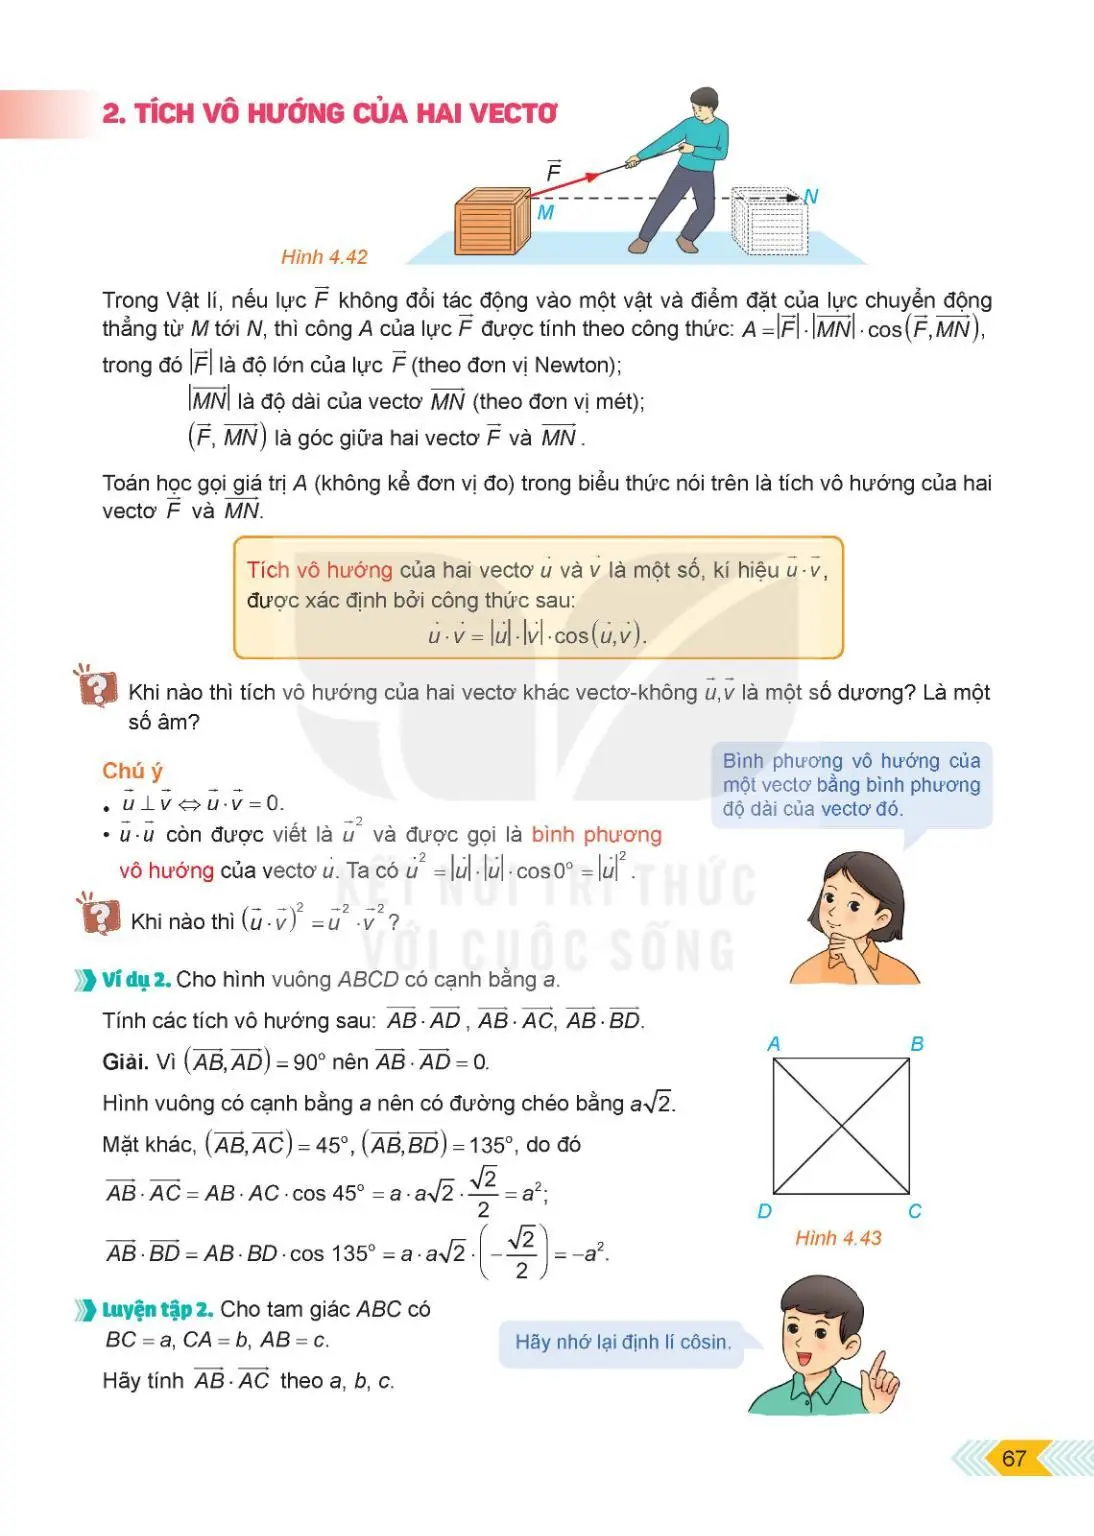 2. TÍCH VÔ HƯỚNG CỦA HAI VECTƠ
F⃗
M
N
Hình 4.42
Trong Vật lí, nếu lực F⃗ không đổi tác động vào một vật và điểm đặt của lực chuyển động
thẳng từ M tới N, thì công A của lực F⃗ được tính theo công thức: A = |F⃗| · |MN⃗| · cos(F⃗, MN⃗),
trong đó |F⃗| là độ lớn của lực F⃗ (theo đơn vị Newton);
|MN⃗| là độ dài của vectơ MN⃗ (theo đơn vị mét);
(F⃗, MN⃗) là góc giữa hai vectơ F⃗ và MN⃗.
Toán học gọi giá trị A (không kể đơn vị đo) trong biểu thức nói trên là tích vô hướng của hai
vectơ F⃗ và MN⃗.
Tích vô hướng của hai vectơ u⃗ và v⃗ là một số, kí hiệu u⃗ · v⃗,
được xác định bởi công thức sau:
u⃗ · v⃗ = |u⃗| · |v⃗| · cos(u⃗, v⃗).
Khi nào thì tích vô hướng của hai vectơ khác vectơ-không u⃗, v⃗ là một số dương? Là một
số âm?
Chú ý
• u⃗ ⊥ v⃗ ⇔ u⃗ · v⃗ = 0.
• u⃗ · u⃗ còn được viết là u⃗² và được gọi là bình phương
vô hướng của vectơ u⃗. Ta có u⃗² = |u⃗| · |u⃗| · cos0° = |u⃗|².
Bình phương vô hướng của
một vectơ bằng bình phương
độ dài của vectơ đó.
KẾT NỐI TRI THỨC
VỚI CUỘC SỐNG
Khi nào thì (u⃗ · v⃗)² = u⃗² · v⃗²?
Ví dụ 2. Cho hình vuông ABCD có cạnh bằng a.
Tính các tích vô hướng sau: AB⃗ · AD⃗, AB⃗ · AC⃗, AB⃗ · BD⃗.
Giải. Vì (AB⃗, AD⃗) = 90° nên AB⃗ · AD⃗ = 0.
Hình vuông có cạnh bằng a nên có đường chéo bằng a√2.
Mặt khác, (AB⃗, AC⃗) = 45°, (AB⃗, BD⃗) = 135°, do đó
AB⃗ · AC⃗ = AB · AC · cos 45° = a · a√2 · √2/2 = a²;
AB⃗ · BD⃗ = AB · BD · cos 135° = a · a√2 · (−√2/2) = −a².
A
B
D
C
Hình 4.43
Luyện tập 2. Cho tam giác ABC có
BC = a, CA = b, AB = c.
Hãy tính AB⃗ · AC⃗ theo a, b, c.
Hãy nhớ lại định lí côsin.
67